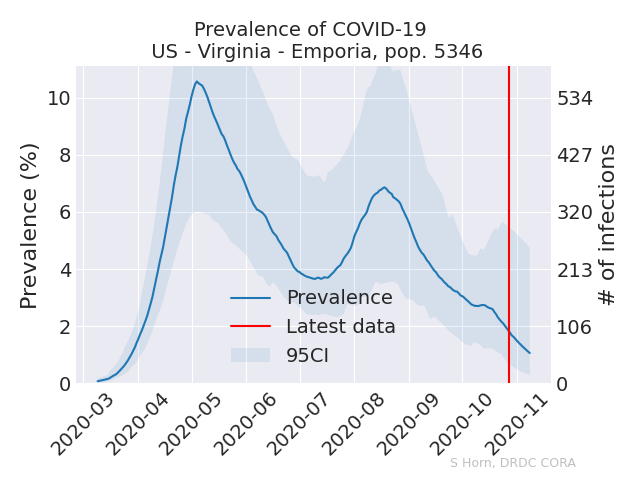 Prevalence of COVID-19
US - Virginia - Emporia, pop. 5346
Prevalence (%)
10
8
6
4
2
0
534
427
320
213
106
0
# of infections
Prevalence
Latest data
95CI
2020-03
2020-04
2020-05
2020-06
2020-07
2020-08
2020-09
2020-10
2020-11
S Horn, DRDC CORA